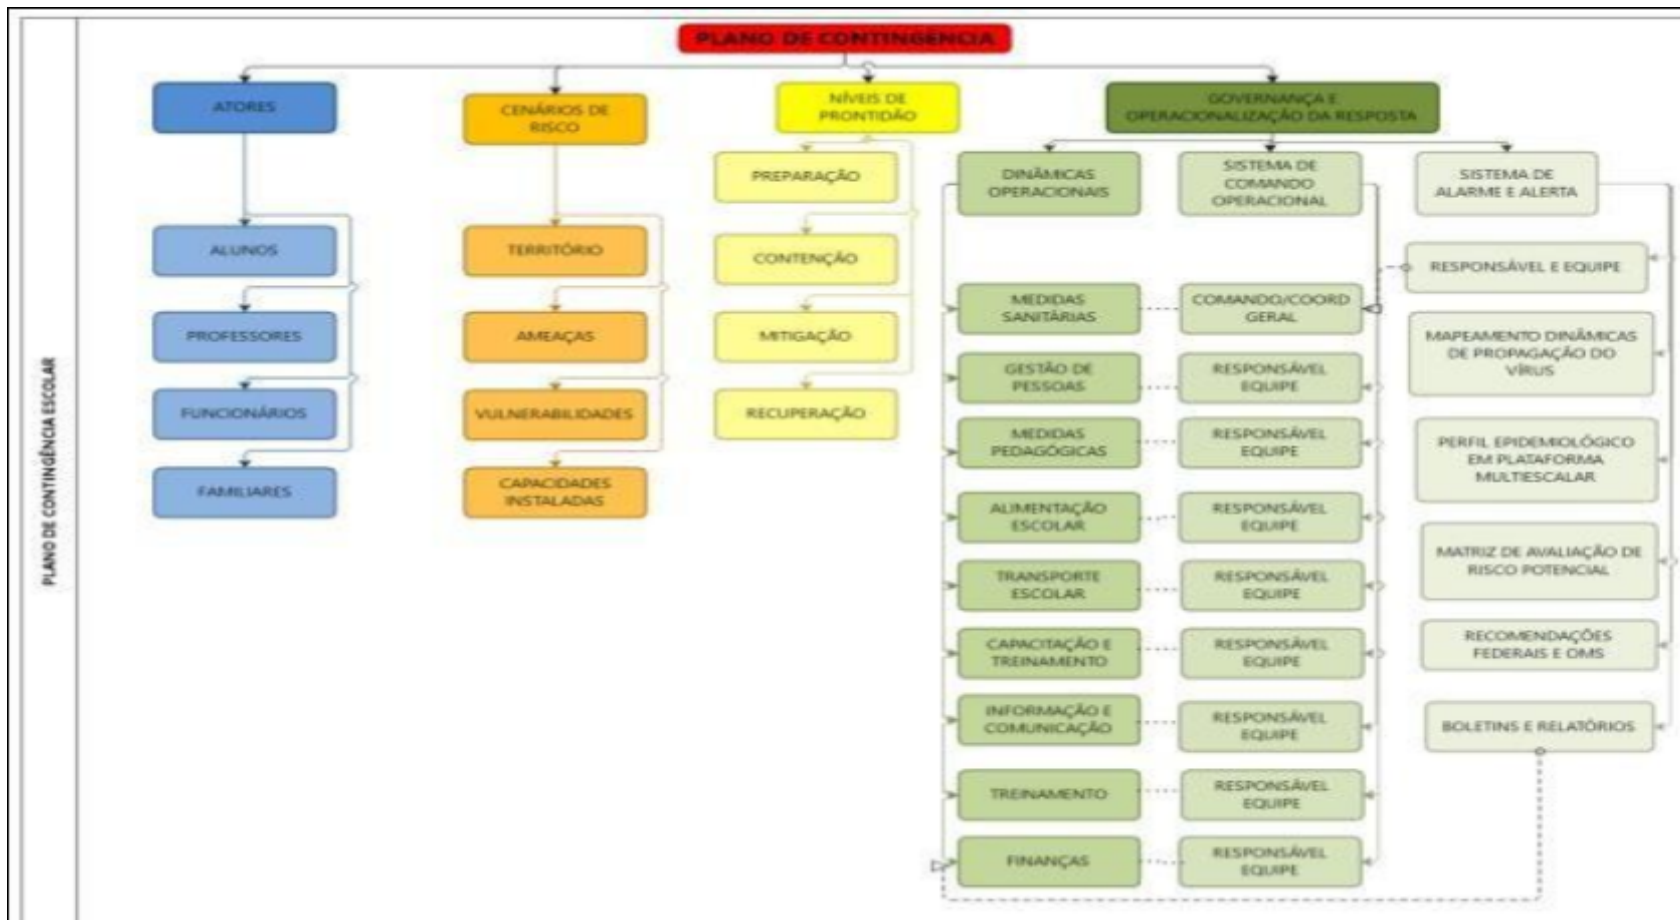 PLANO DE CONTINGENCIA
PLANO DE CONTINGÊNCIA ESCOLAR
ATORES
ALUNOS
PROFESSORES
FUNCIONÁRIOS
FAMILIARES
CENÁRIOS DE
RISCO
TERRITÓRIO
AMEAÇAS
VULNERABILIDADES
CAPACIDADES
INSTALADAS
NÍVEIS DE
PRONTIDÃO
PREPARAÇÃO
CONTENÇÃO
MITIGAÇÃO
RECUPERAÇÃO
GOVERNANÇA E
OPERACIONALIZAÇÃO DA RESPOSTA
DINÂMICAS
OPERACIONAIS
MEDIDAS
SANITÁRIAS
GESTÃO DE
PESSOAS
MEDIDAS
PEDAGÓGICAS
ALIMENTAÇÃO
ESCOLAR
TRANSPORTE
ESCOLAR
CAPACITAÇÃO E
TREINAMENTO
INFORMAÇÃO E
COMUNICAÇÃO
TREINAMENTO
FINANÇAS
SISTEMA DE
COMANDO
OPERACIONAL
COMANDO/COORD
GERAL
RESPONSÁVEL
EQUIPE
RESPONSÁVEL
EQUIPE
RESPONSÁVEL
EQUIPE
RESPONSÁVEL
EQUIPE
RESPONSÁVEL
EQUIPE
RESPONSÁVEL
EQUIPE
RESPONSÁVEL
EQUIPE
RESPONSÁVEL
EQUIPE
SISTEMA DE
ALARME E ALERTA
RESPONSÁVEL E EQUIPE
MAPEAMENTO DINÂMICAS
DE PROPAGAÇÃO DO
VÍRUS
PERFIL EPIDEMIOLÓGICO
EM PLATAFORMA
MULTIESCALAR
MATRIZ DE AVALIAÇÃO DE
RISCO POTENCIAL
RECOMENDAÇÕES
FEDERAIS E OMS
BOLETINS E RELATÓRIOS